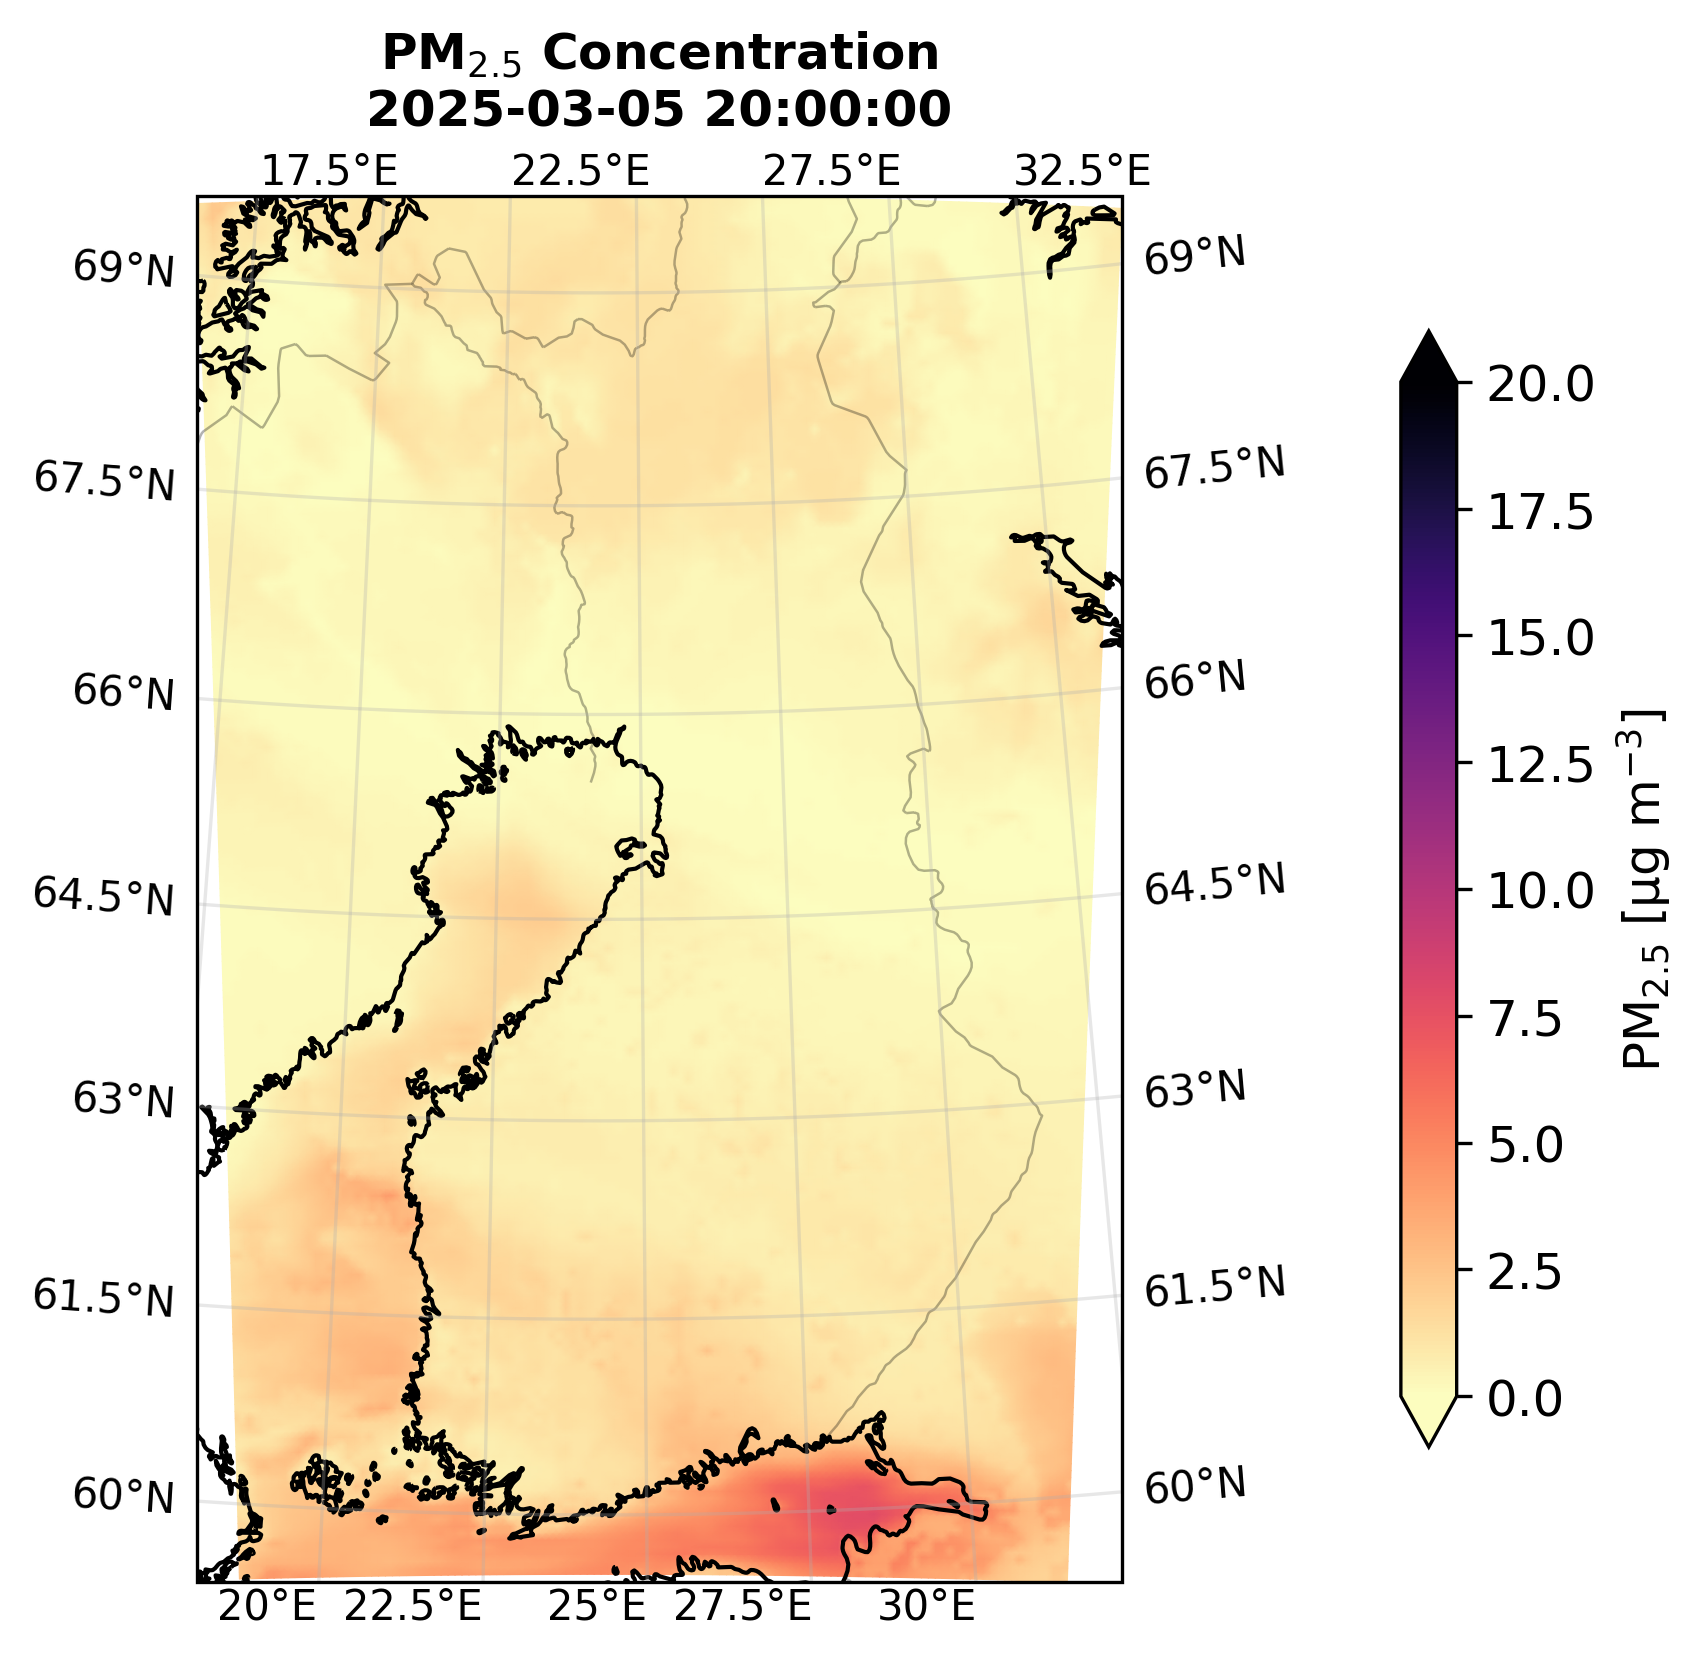 PM₂.₅ Concentration
2025-03-05 20:00:00
17.5°E 22.5°E 27.5°E 32.5°E
69°N 69°N
67.5°N 67.5°N
66°N 66°N
64.5°N 64.5°N
63°N 63°N
61.5°N 61.5°N
60°N 60°N
20°E 22.5°E 25°E 27.5°E 30°E
20.0
17.5
15.0
12.5
10.0
7.5
5.0
2.5
0.0
PM₂.₅ [µg m⁻³]